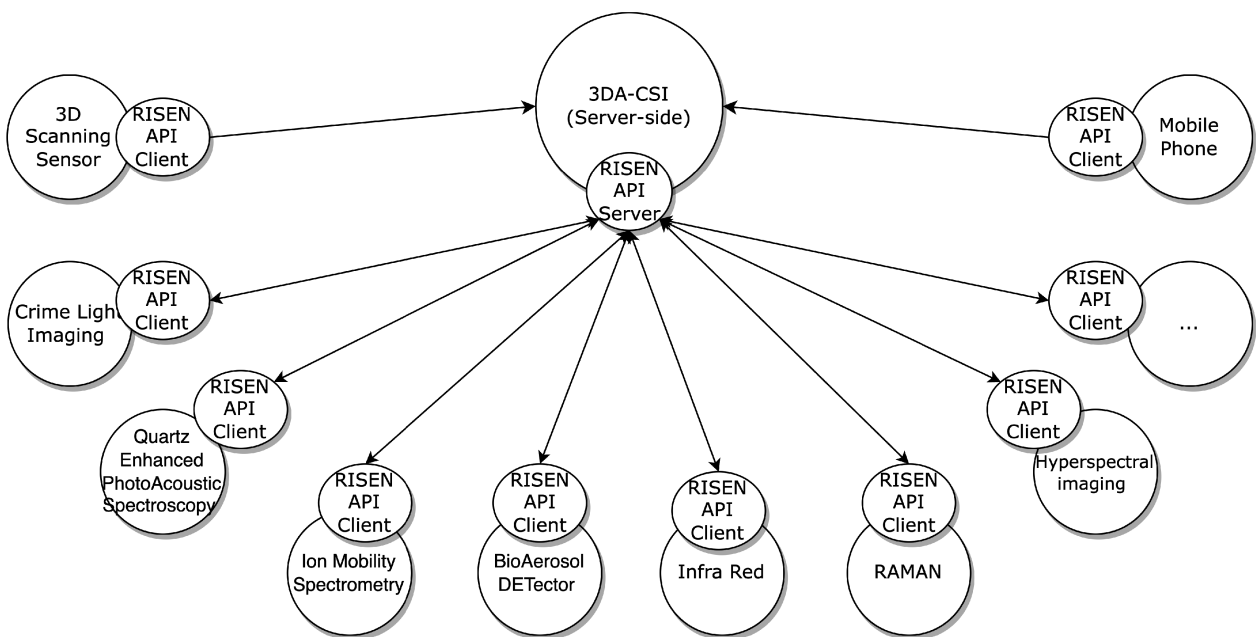 3DA-CSI
(Server-side)
RISEN
API
Server
3D
Scanning
Sensor
RISEN
API
Client
RISEN
API
Client
Mobile
Phone
Crime Ligh
Imaging
RISEN
API
Client
RISEN
API
Client
...
Quartz
Enhanced
PhotoAcoustic
Spectroscopy
RISEN
API
Client
RISEN
API
Client
Hyperspectral
imaging
RISEN
API
Client
Ion Mobility
Spectrometry
RISEN
API
Client
BioAerosol
DETector
RISEN
API
Client
Infra Red
RISEN
API
Client
RAMAN